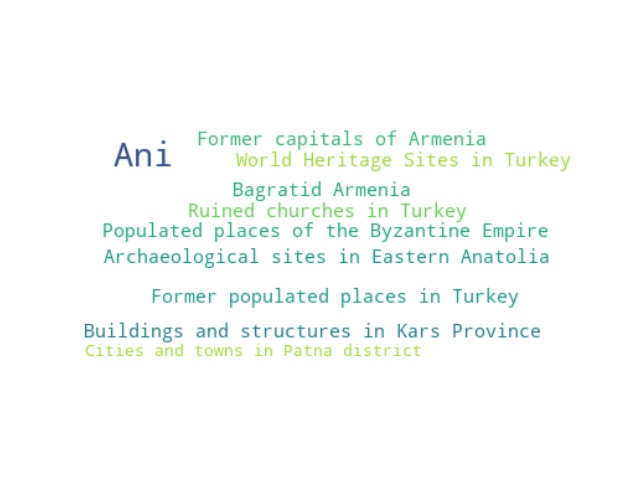 Former capitals of Armenia
Ani
World Heritage Sites in Turkey
Bagratid Armenia
Ruined churches in Turkey
Populated places of the Byzantine Empire
Archaeological sites in Eastern Anatolia
Former populated places in Turkey
Buildings and structures in Kars Province
Cities and towns in Patna district